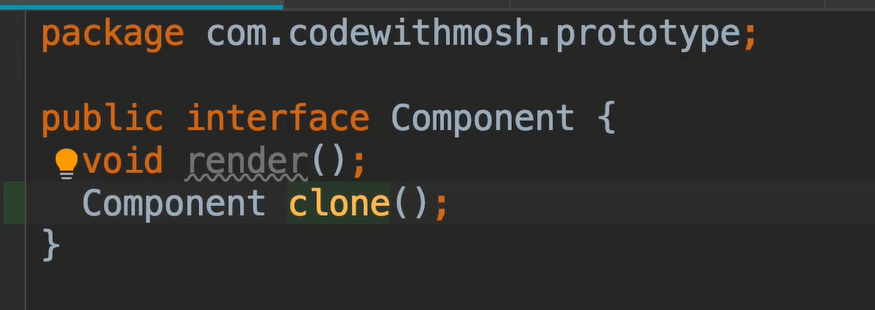 package com.codewithmosh.prototype;
public interface Component {
void render();
Component clone();
}